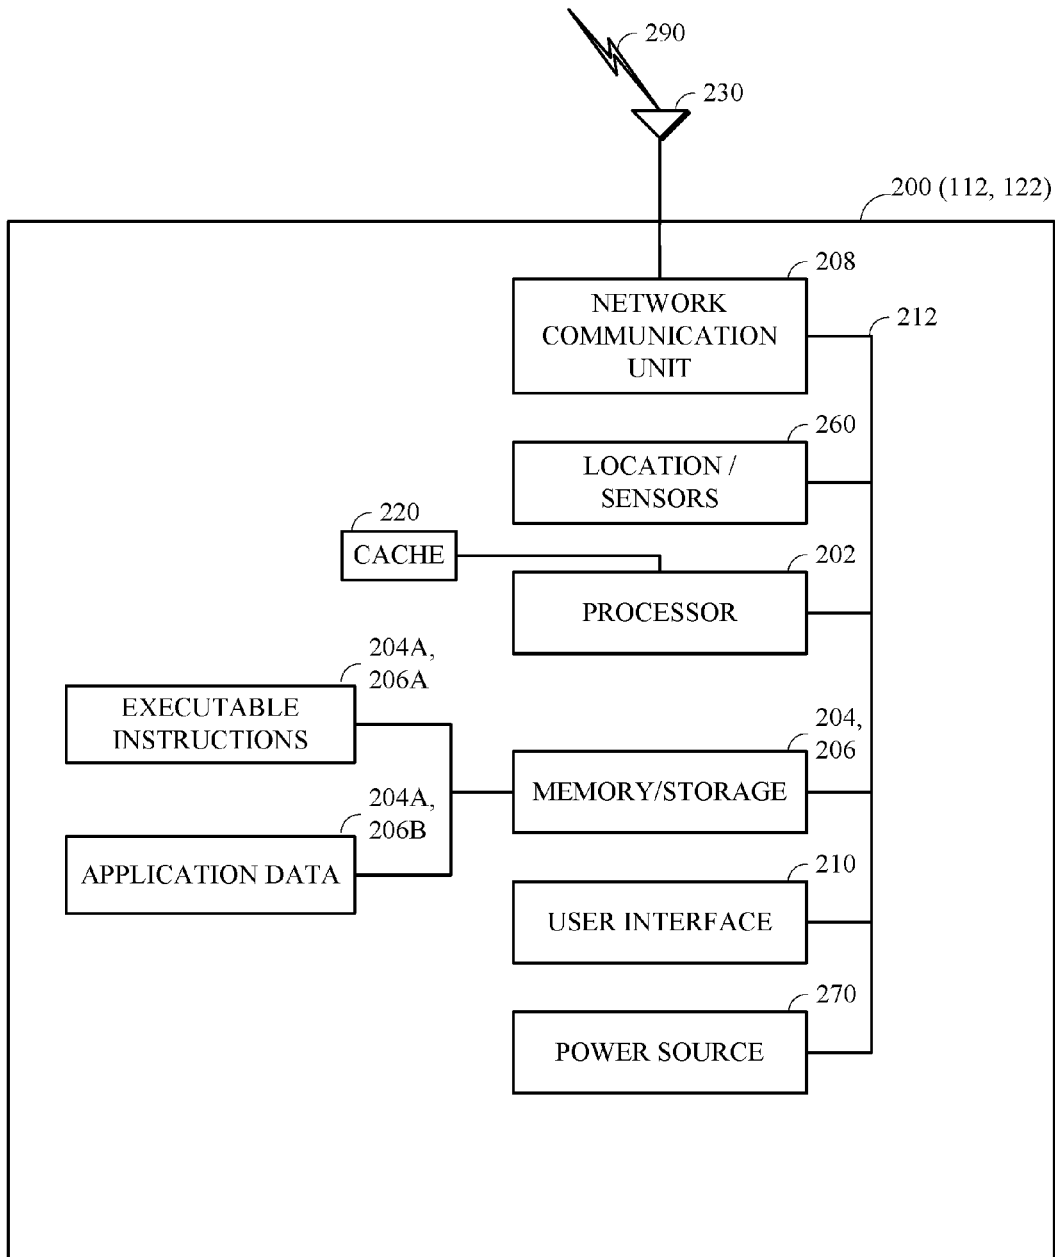 290
230
200 (112, 122)
208
NETWORK
COMMUNICATION
UNIT
212
260
LOCATION /
SENSORS
220
CACHE
202
PROCESSOR
204A,
206A
EXECUTABLE
INSTRUCTIONS
204,
206
MEMORY/STORAGE
204A,
206B
APPLICATION DATA
210
USER INTERFACE
270
POWER SOURCE